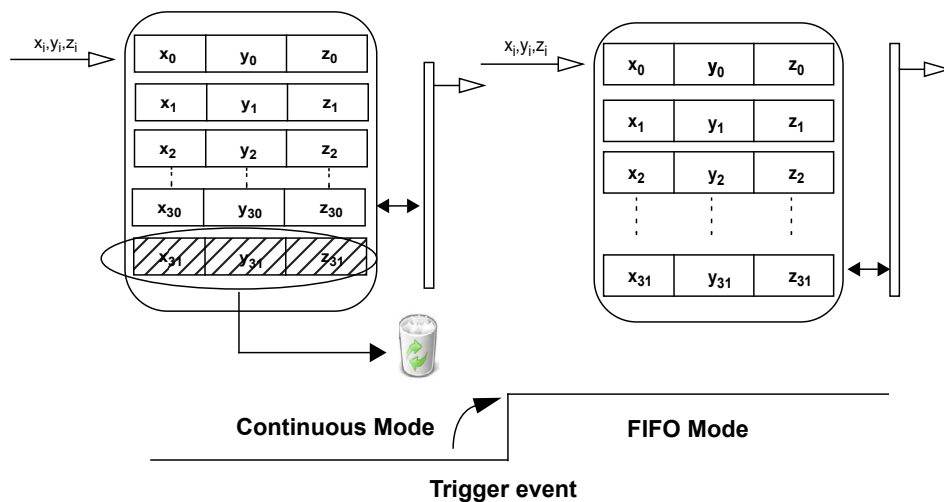 xᵢ,yᵢ,zᵢ
x₀ y₀ z₀
x₁ y₁ z₁
x₂ y₂ z₂
x₃₀ y₃₀ z₃₀
x₃₁ y₃₁ z₃₁
xᵢ,yᵢ,zᵢ
x₀ y₀ z₀
x₁ y₁ z₁
x₂ y₂ z₂
x₃₁ y₃₁ z₃₁
Continuous Mode
FIFO Mode
Trigger event